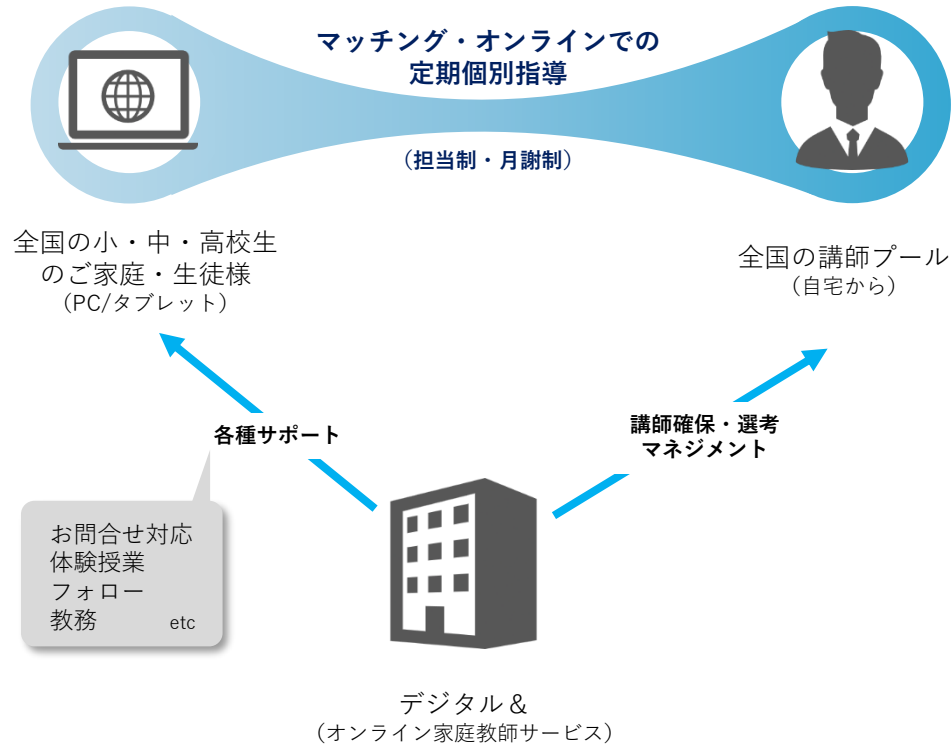 マッチング・オンラインでの
定期個別指導
（担当制・月謝制）
全国の小・中・高校生
のご家庭・生徒様
（PC/タブレット）
全国の講師プール
（自宅から）
各種サポート
講師確保・選考
マネジメント
お問合せ対応
体験授業
フォロー
教務 etc
デジタル＆
（オンライン家庭教師サービス）